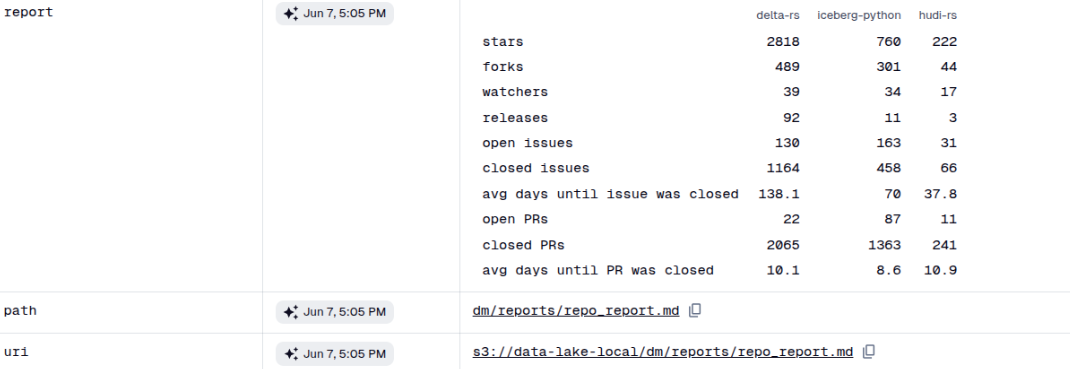 report Jun 7, 5:05 PM
delta-rs iceberg-python hudi-rs
stars 2818 760 222
forks 489 301 44
watchers 39 34 17
releases 92 11 3
open issues 130 163 31
closed issues 1164 458 66
avg days until issue was closed 138.1 70 37.8
open PRs 22 87 11
closed PRs 2065 1363 241
avg days until PR was closed 10.1 8.6 10.9
path Jun 7, 5:05 PM dm/reports/repo_report.md
uri Jun 7, 5:05 PM s3://data-lake-local/dm/reports/repo_report.md